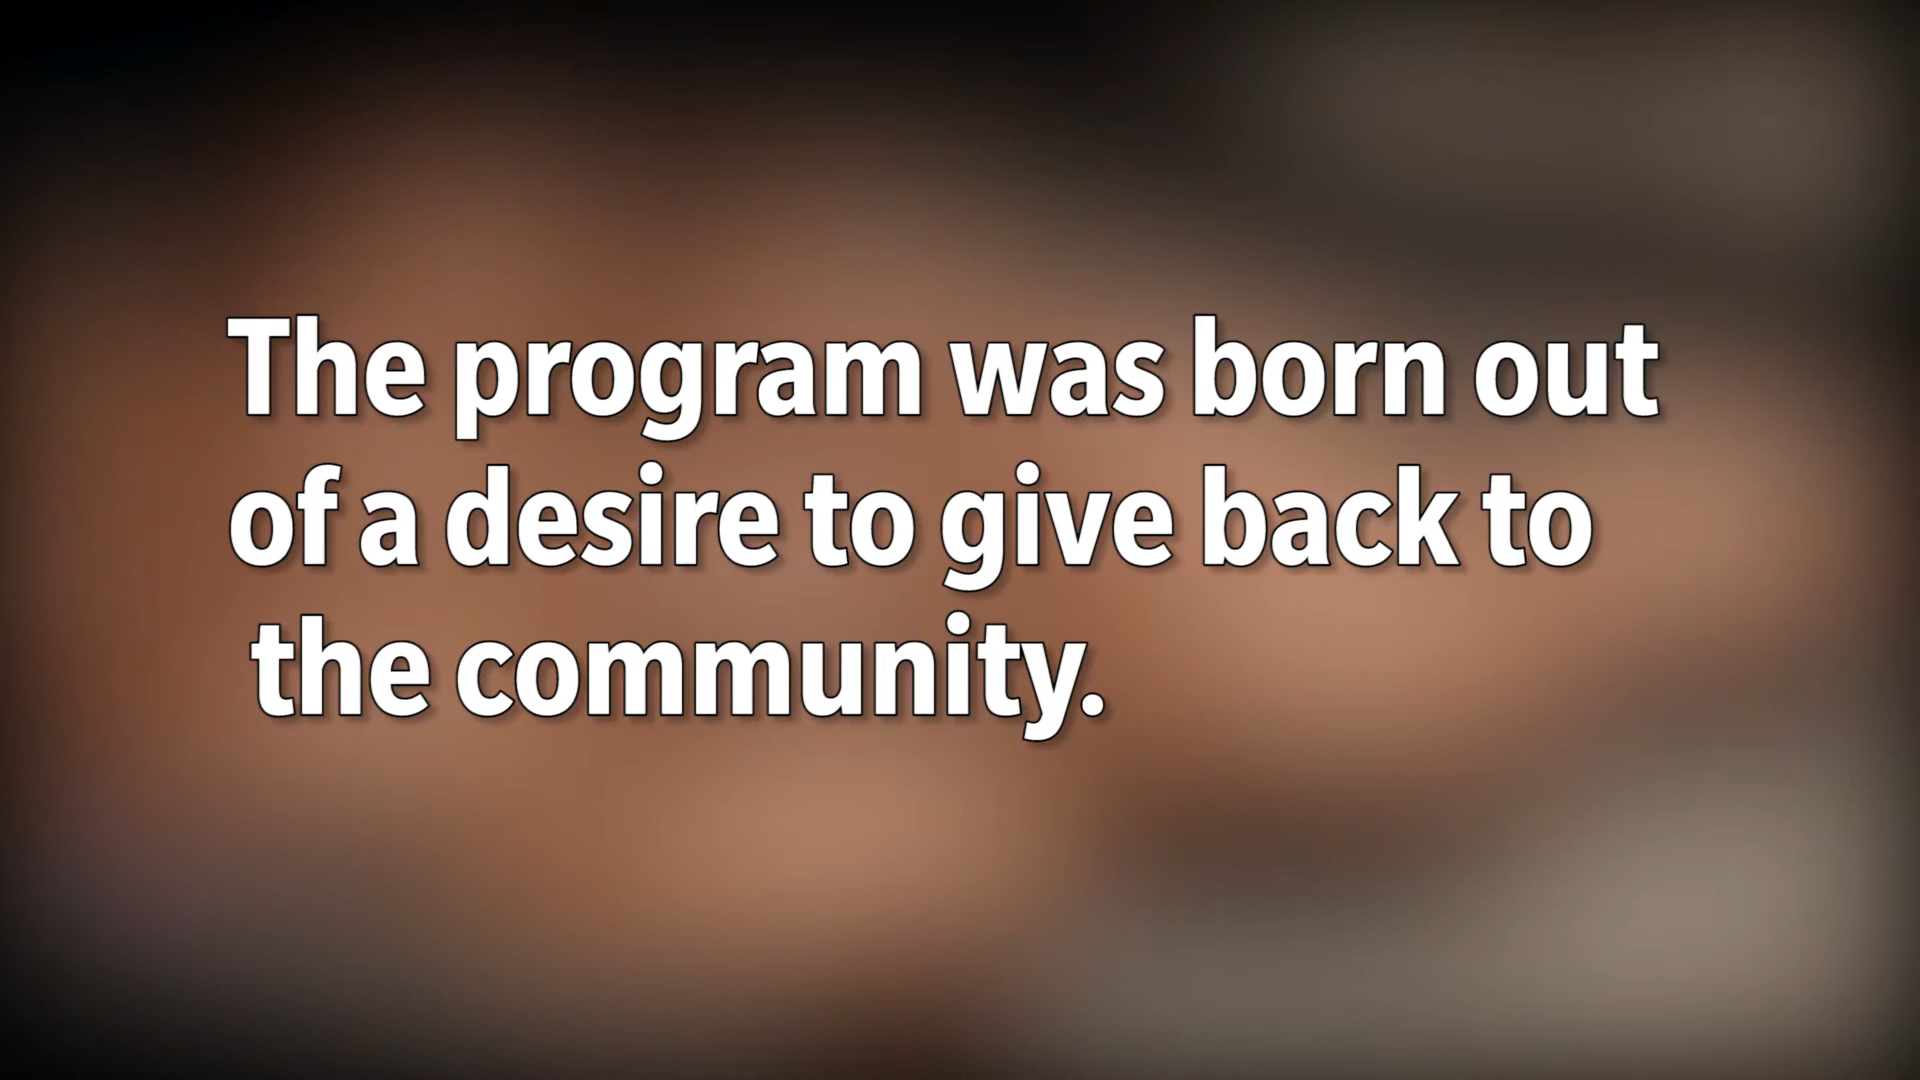 The program was born out
of a desire to give back to
the community.